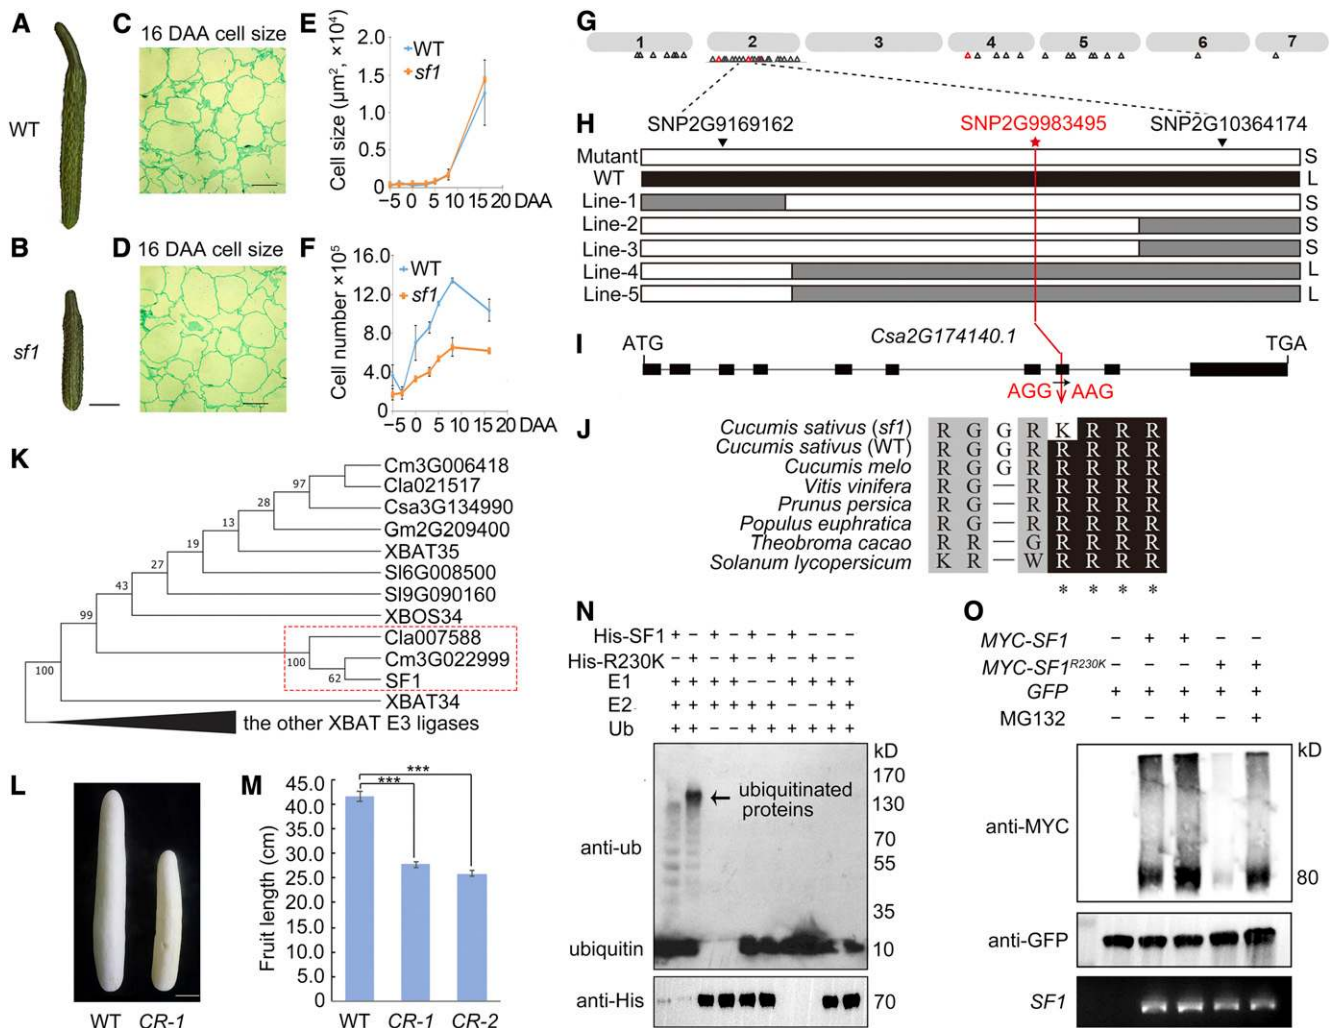 A
WT
B
sf1
C
16 DAA cell size
D
16 DAA cell size
E
Cell size (µm², ×10⁴)
2.0
1.5
1.0
0.5
0
WT
sf1
−5 0 5 10 15 20 DAA
F
Cell number ×10⁵
16.0
12.0
8.0
4.0
0
WT
sf1
−5 0 5 10 15 20 DAA
G
1 2 3 4 5 6 7
H
SNP2G9169162 SNP2G9983495 SNP2G10364174
Mutant S
WT L
Line-1 S
Line-2 S
Line-3 S
Line-4 L
Line-5 L
I
Csa2G174140.1
ATG TGA
AGG AAG
J
Cucumis sativus (sf1) R G G R K R R R
Cucumis sativus (WT) R G G R R R R R
Cucumis melo R G G R R R R R
Vitis vinifera R G — R R R R R
Prunus persica R G — R R R R R
Populus euphratica R G — R R R R R
Theobroma cacao R R — G R R R R
Solanum lycopersicum K R — W R R R R
* * * *
K
Cm3G006418
Cla021517
Csa3G134990
Gm2G209400
XBAT35
Sl6G008500
Sl9G090160
XBOS34
Cla007588
Cm3G022999
SF1
XBAT34
the other XBAT E3 ligases
97
28
13
19
27
43
99
100
100
62
L
WT CR-1
M
Fruit length (cm)
45.0
40.0
35.0
30.0
25.0
20.0
15.0
10.0
5.0
0
***
***
WT CR-1 CR-2
N
His-SF1 + − + − + − + − + −
His-R230K − + − + − + − + − +
E1 + + + + − − + + + +
E2 + + − − + + + + + +
Ub + + − − + + + + + +
kD
170
130
70
55
35
10
70
ubiquitinated
proteins
anti-ub
ubiquitin
anti-His
O
MYC-SF1 − + + − −
MYC-SF1ᴿ²³⁰ᴷ − − − + +
GFP + + + + +
MG132 − − + − +
kD
80
anti-MYC
anti-GFP
SF1